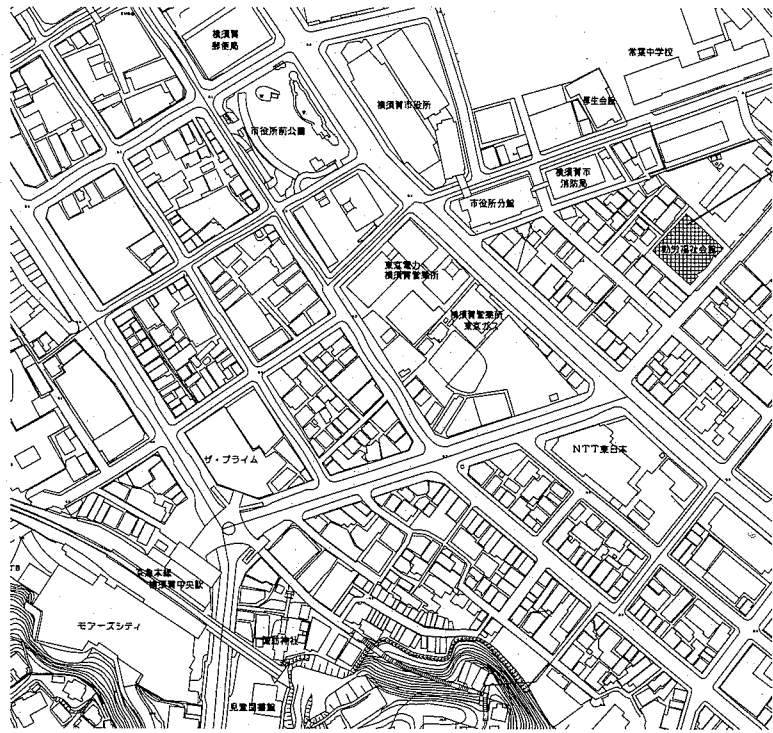 横須賀
郵便局
常葉中学校
横須賀市役所
厚生会館
市役所前公園
横須賀市
消防局
市役所分館
勤労福祉会館
東京電力
横須賀営業所
横須賀営業所
東京ガス
ザ・プライム
NTT東日本
京急本線
横須賀中央駅
モアーズシティ
諏訪神社
児童図書館